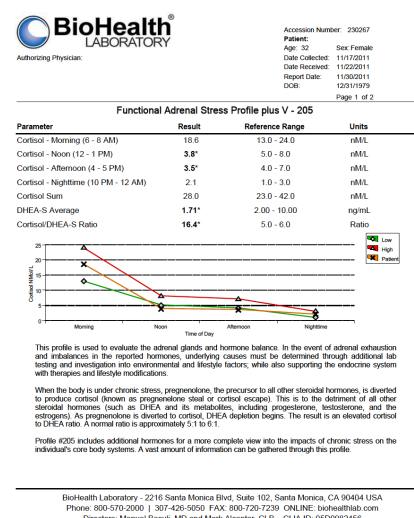 BioHealth®
LABORATORY
Accession Number: 230267
Patient:
Age: 32 Sex: Female
Authorizing Physician:
Date Collected: 11/17/2011
Date Received: 11/22/2011
Report Date: 11/30/2011
DOB: 12/31/1979
Page 1 of 2
Functional Adrenal Stress Profile plus V - 205
Parameter Result Reference Range Units
Cortisol - Morning (6 - 8 AM) 18.6 13.0 - 24.0 nM/L
Cortisol - Noon (12 - 1 PM) 3.8* 5.0 - 8.0 nM/L
Cortisol - Afternoon (4 - 5 PM) 3.5* 4.0 - 7.0 nM/L
Cortisol - Nighttime (10 PM - 12 AM) 2.1 1.0 - 3.0 nM/L
Cortisol Sum 28.0 23.0 - 42.0 nM/L
DHEA-S Average 1.71* 2.00 - 10.00 ng/mL
Cortisol/DHEA-S Ratio 16.4* 5.0 - 6.0 Ratio
Low
High
Patient
25
20
15
10
5
0
Morning Noon Afternoon Nighttime
Time of Day
This profile is used to evaluate the adrenal glands and hormone balance. In the event of adrenal exhaustion
and imbalances in the reported hormones, underlying causes must be determined through additional lab
testing and investigation into environmental and lifestyle factors; while also supporting the endocrine system
with therapies and lifestyle modifications.
When the body is under chronic stress, pregnenolone, the precursor to all other steroidal hormones, is diverted
to produce cortisol (known as pregnenelone steal or cortisol escape). This is to the detriment of all other
steroidal hormones (such as DHEA and its metabolites, including progesterone, testosterone, and the
estrogens). As pregnenolone is diverted to cortisol, DHEA depletion begins. The result is an elevated cortisol
to DHEA ratio. A normal ratio is approximately 5:1 to 6:1.
Profile #205 includes additional hormones for a more complete view into the impacts of chronic stress on the
individual's core body systems. A vast amount of information can be gathered through this profile.
BioHealth Laboratory - 2216 Santa Monica Blvd, Suite 102, Santa Monica, CA 90404 USA
Phone: 800-570-2000 | 307-426-5050 FAX: 800-720-7239 ONLINE: biohealthlab.com